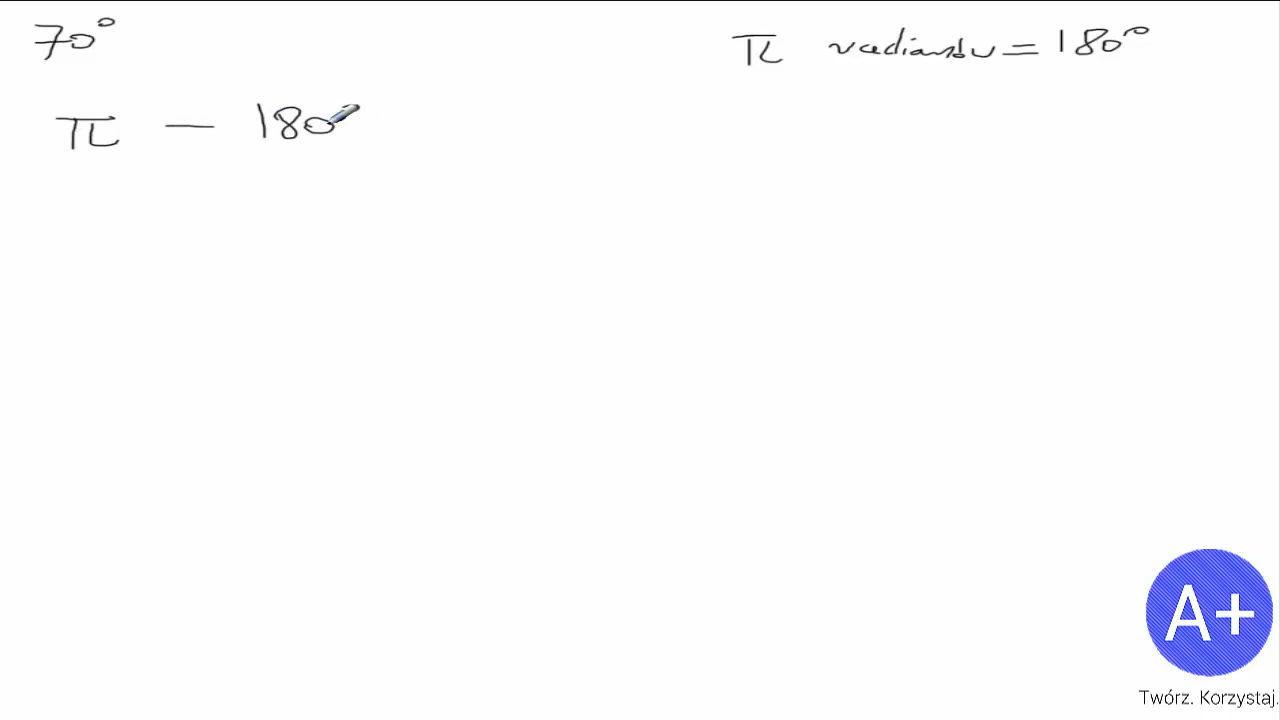 70°
π radianów = 180°
π — 180
A+
Twórz. Korzystaj.